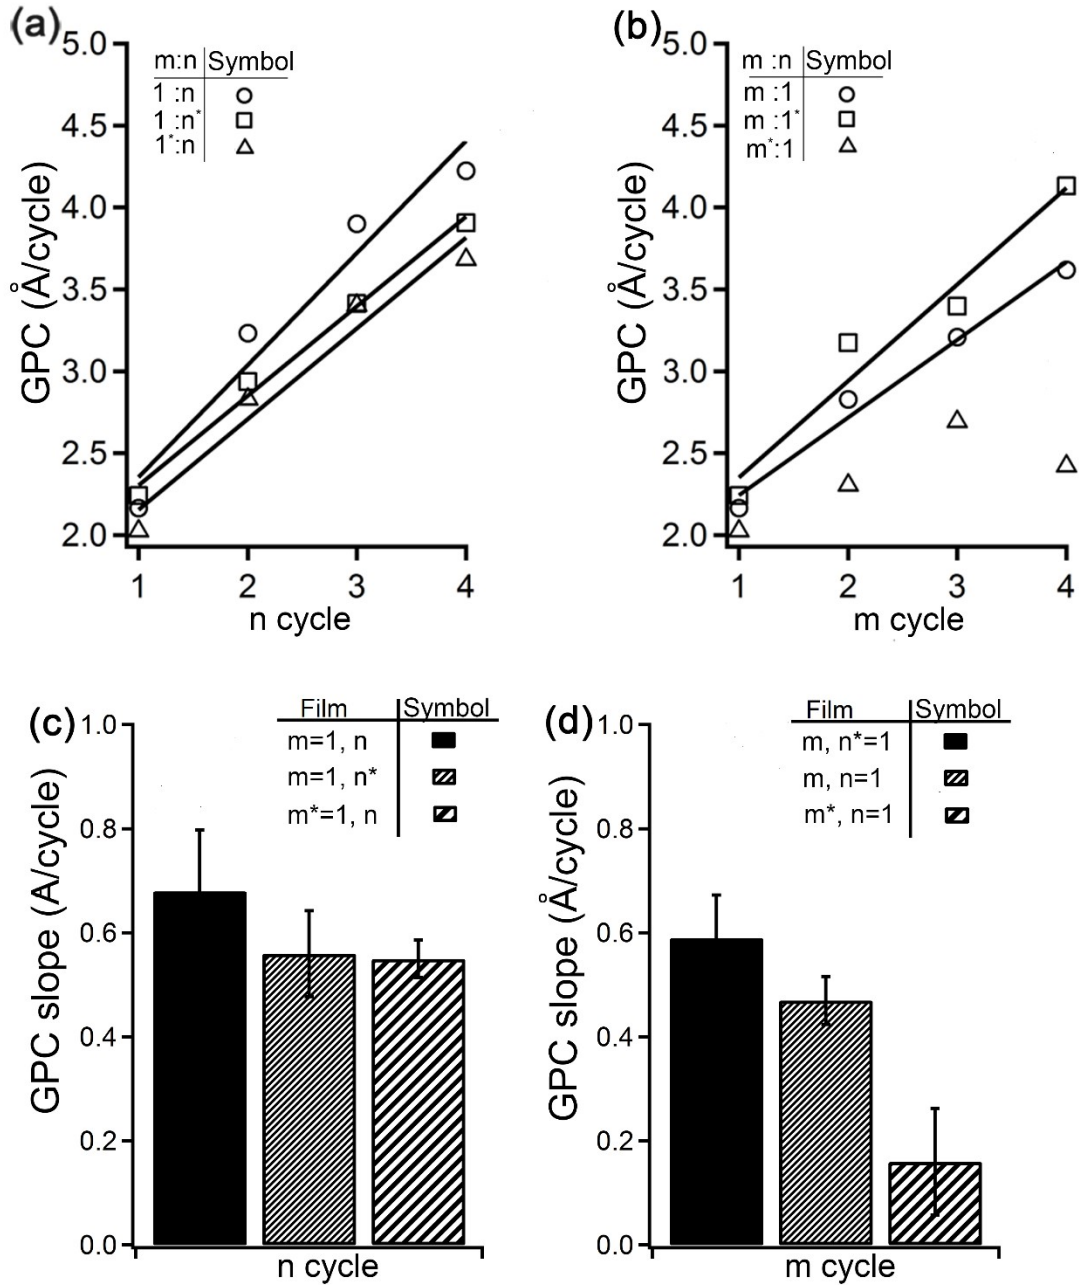 (a)
m:n Symbol
1 :n
1 :n*
1*:n
GPC (Å/cycle)
5.0
4.5
4.0
3.5
3.0
2.5
2.0
1 2 3 4
n cycle
(b)
m :n Symbol
m :1
m :1*
m*:1
GPC (Å/cycle)
5.0
4.5
4.0
3.5
3.0
2.5
2.0
1 2 3 4
m cycle
(c)
Film Symbol
m=1, n
m=1, n*
m*=1, n
GPC slope (A/cycle)
1.0
0.8
0.6
0.4
0.2
0.0
n cycle
(d)
Film Symbol
m, n*=1
m, n=1
m*, n=1
GPC slope (Å/cycle)
1.0
0.8
0.6
0.4
0.2
0.0
m cycle